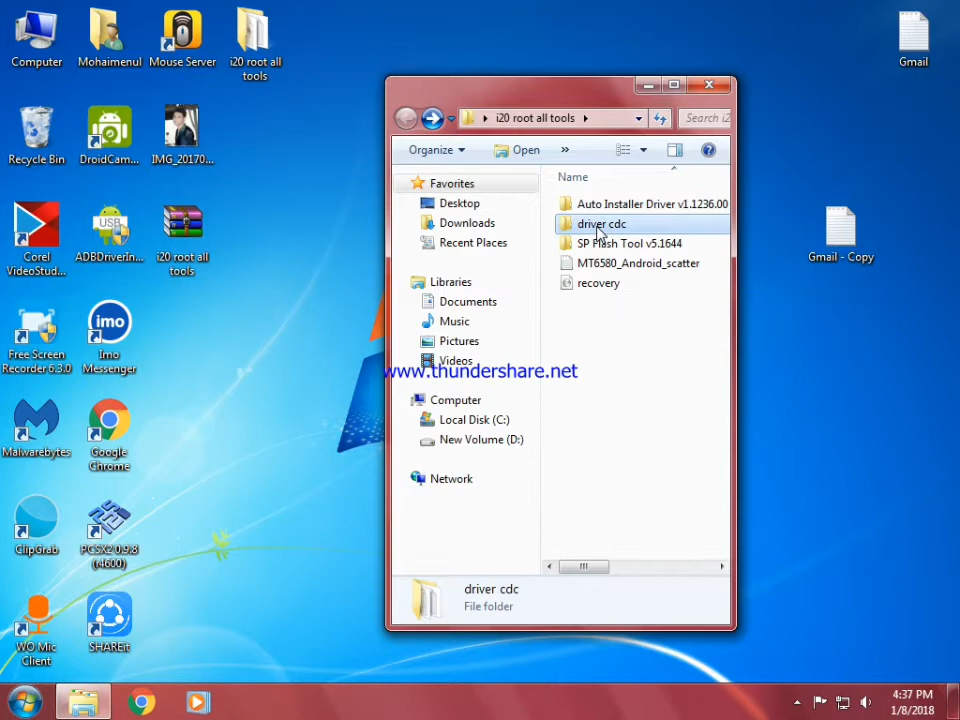 Computer
Mohaimenul
Mouse Server
i20 root all
tools
Gmail
Recycle Bin
DroidCam...
IMG_20170...
Corel
VideoStud...
ADBDriverIn...
i20 root all
tools
Gmail - Copy
Free Screen
Recorder 6.3.0
imo
Imo
Messenger
Malwarebytes
Google
Chrome
ClipGrab
PCSX2 0.9.8
(r4600)
WO Mic
Client
SHAREit
i20 root all tools
Search i2
Organize
Open
»
Favorites
Desktop
Downloads
Recent Places
Libraries
Documents
Music
Pictures
Videos
Computer
Local Disk (C:)
New Volume (D:)
Network
Name
Auto Installer Driver v1.1236.00
driver cdc
SP Flash Tool v5.1644
MT6580_Android_scatter
recovery
www.thundershare.net
driver cdc
File folder
4:37 PM
1/8/2018